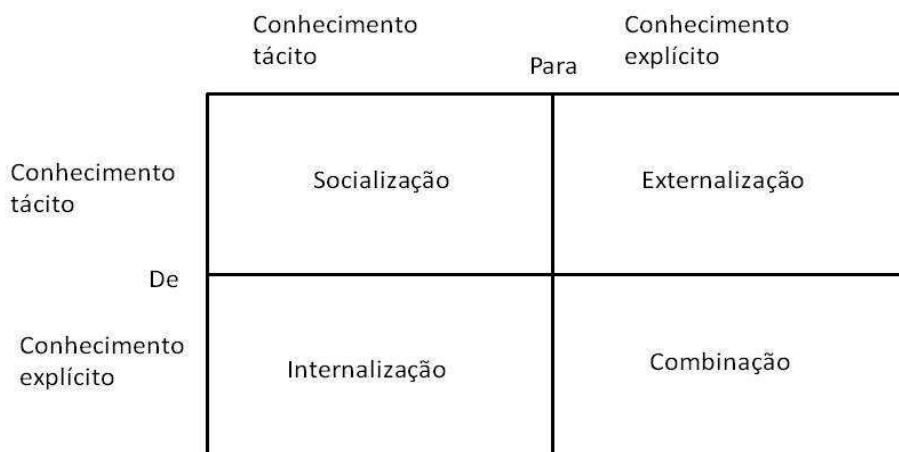 Conhecimento
tácito
Para
Conhecimento
explícito
Conhecimento
tácito
Socialização
Externalização
De
Conhecimento
explícito
Internalização
Combinação